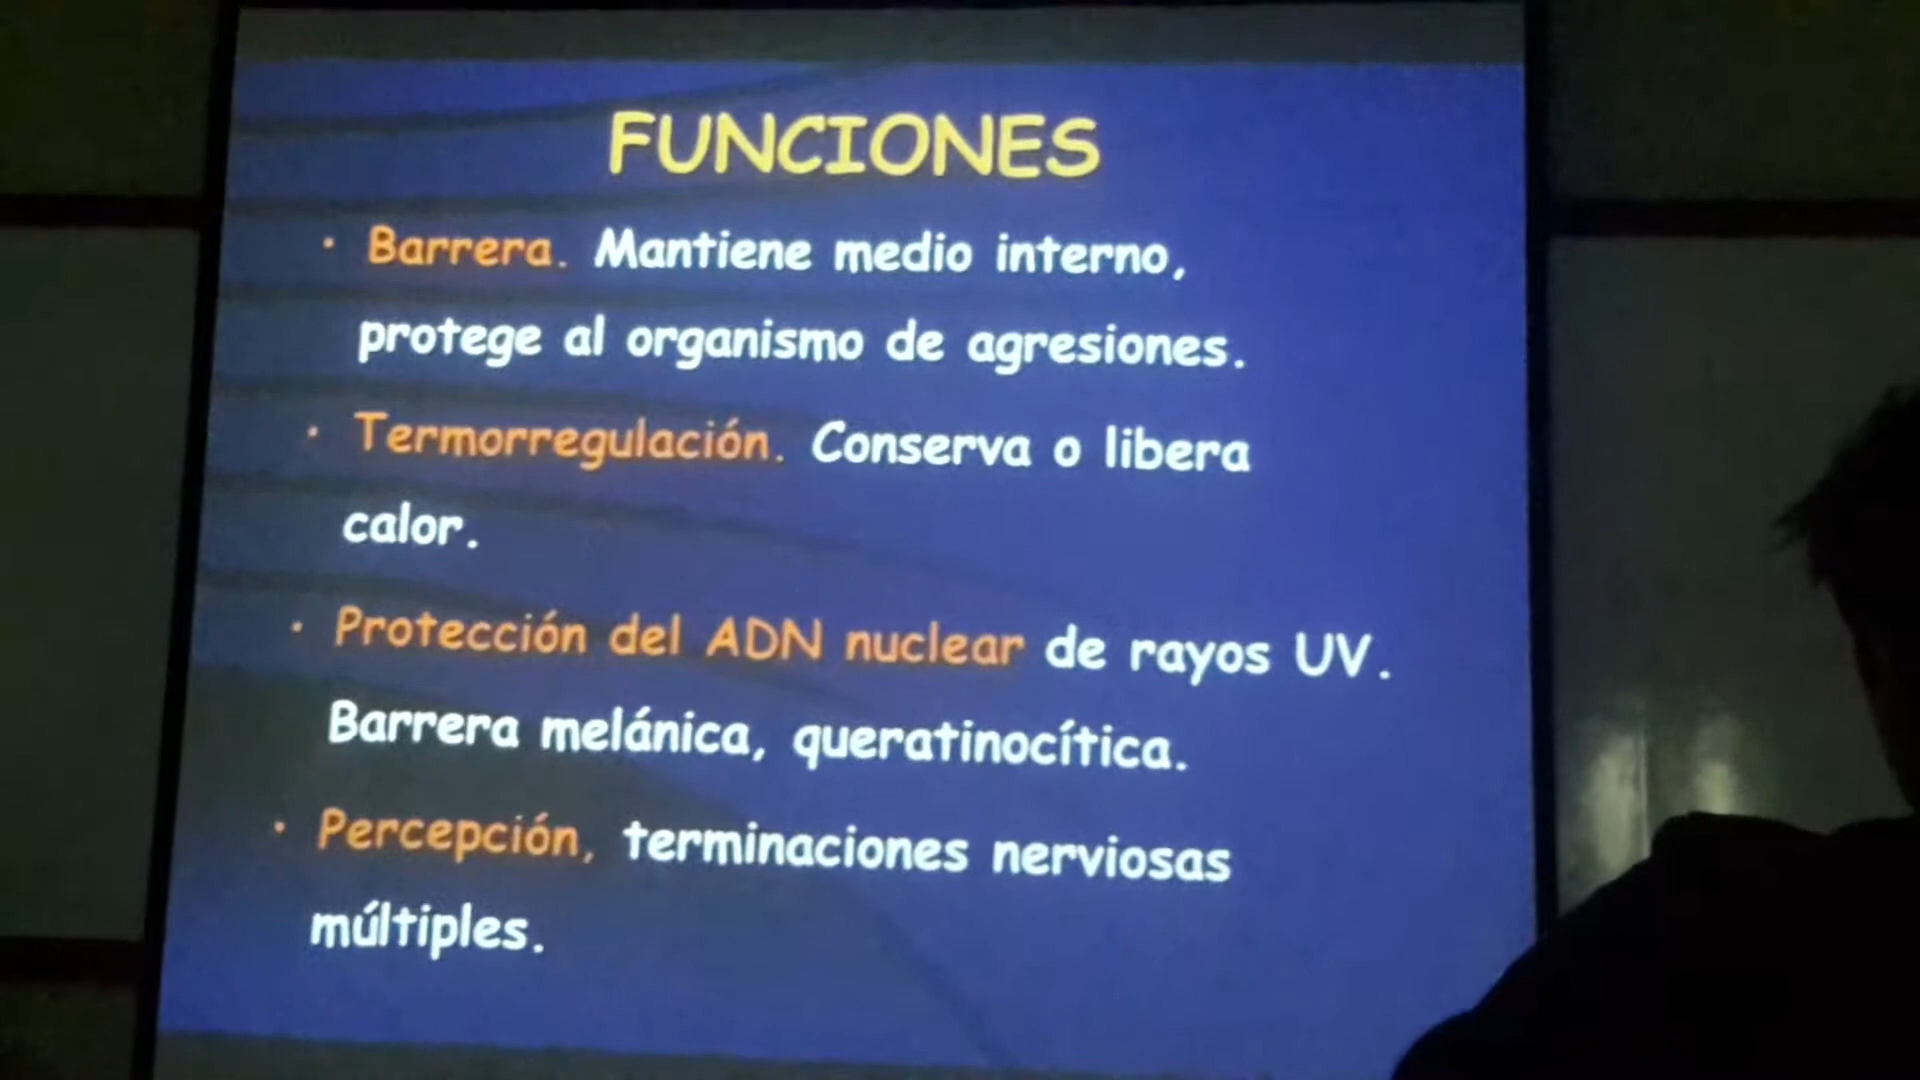 FUNCIONES
· Barrera. Mantiene medio interno,
protege al organismo de agresiones.
· Termorregulación. Conserva o libera
calor.
· Protección del ADN nuclear de rayos UV.
Barrera melánica, queratinocítica.
· Percepción, terminaciones nerviosas
múltiples.